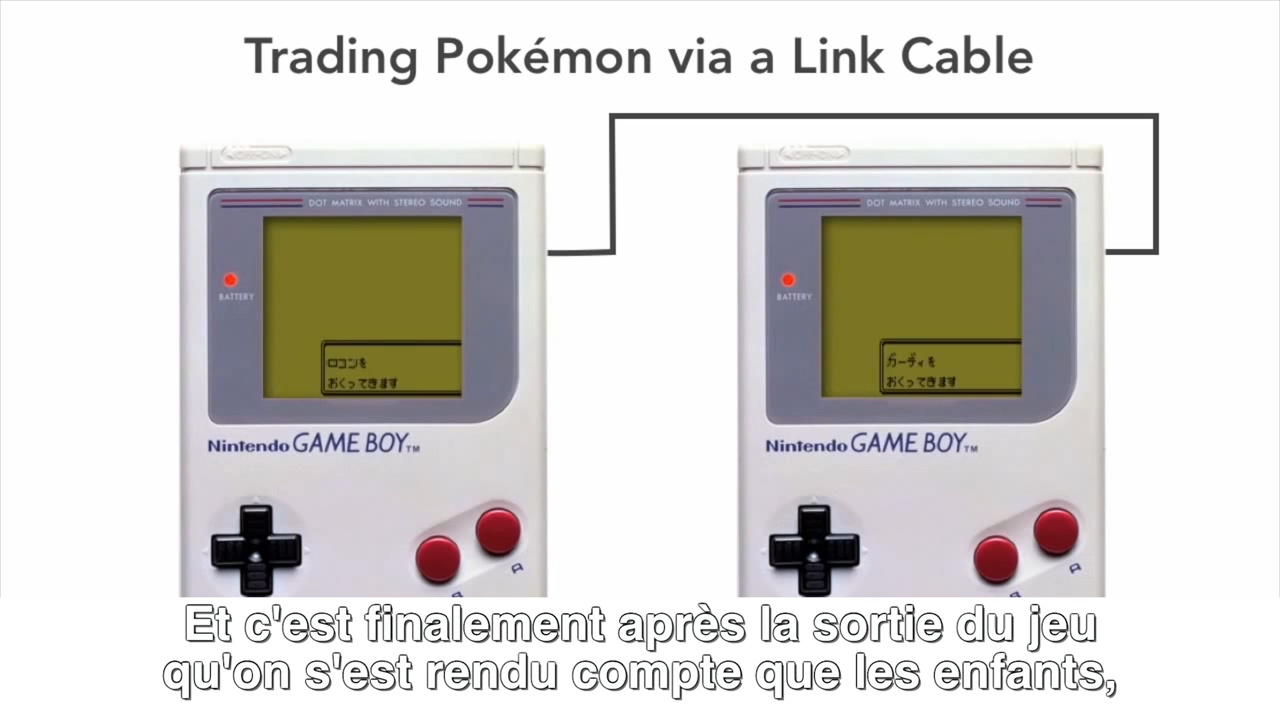 Trading Pokémon via a Link Cable
DOT MATRIX WITH STEREO SOUND
BATTERY
ロコンを
おくってきます
Nintendo GAME BOY TM
A
DOT MATRIX WITH STEREO SOUND
BATTERY
ガーディを
おくってきます
Nintendo GAME BOY TM
A
Et c'est finalement après la sortie du jeu
qu'on s'est rendu compte que les enfants,